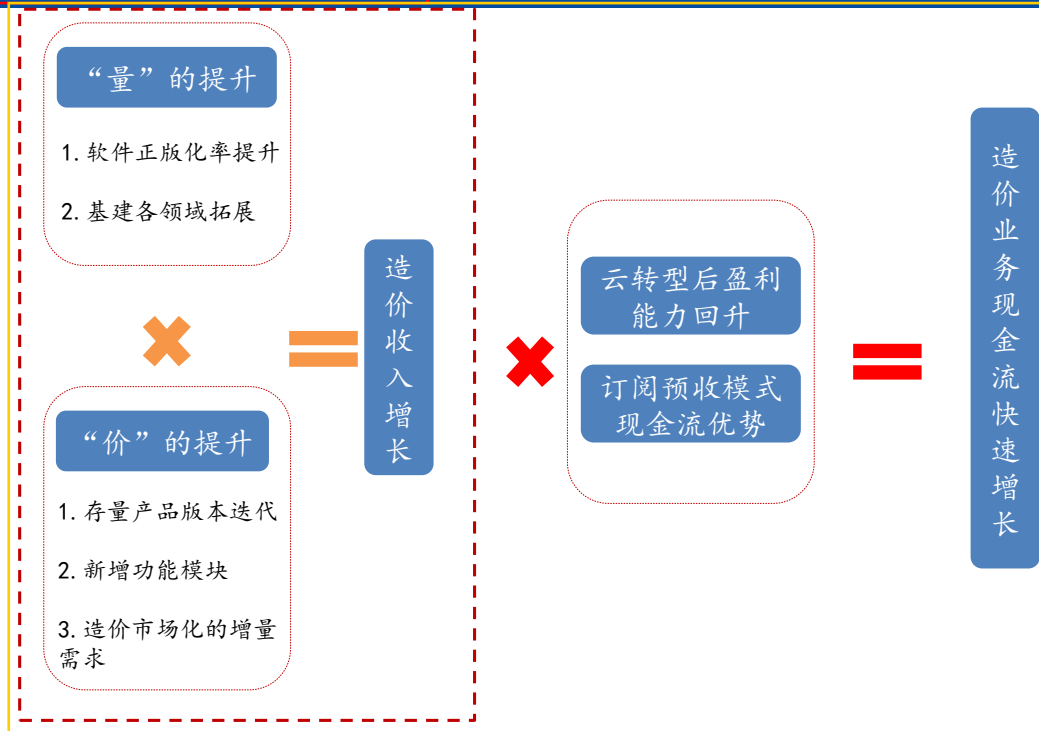 “量”的提升
1.软件正版化率提升
2.基建各领域拓展
“价”的提升
1.存量产品版本迭代
2.新增功能模块
3.造价市场化的增量
需求
造价收入增长
云转型后盈利
能力回升
订阅预收模式
现金流优势
造价业务现金流快速增长